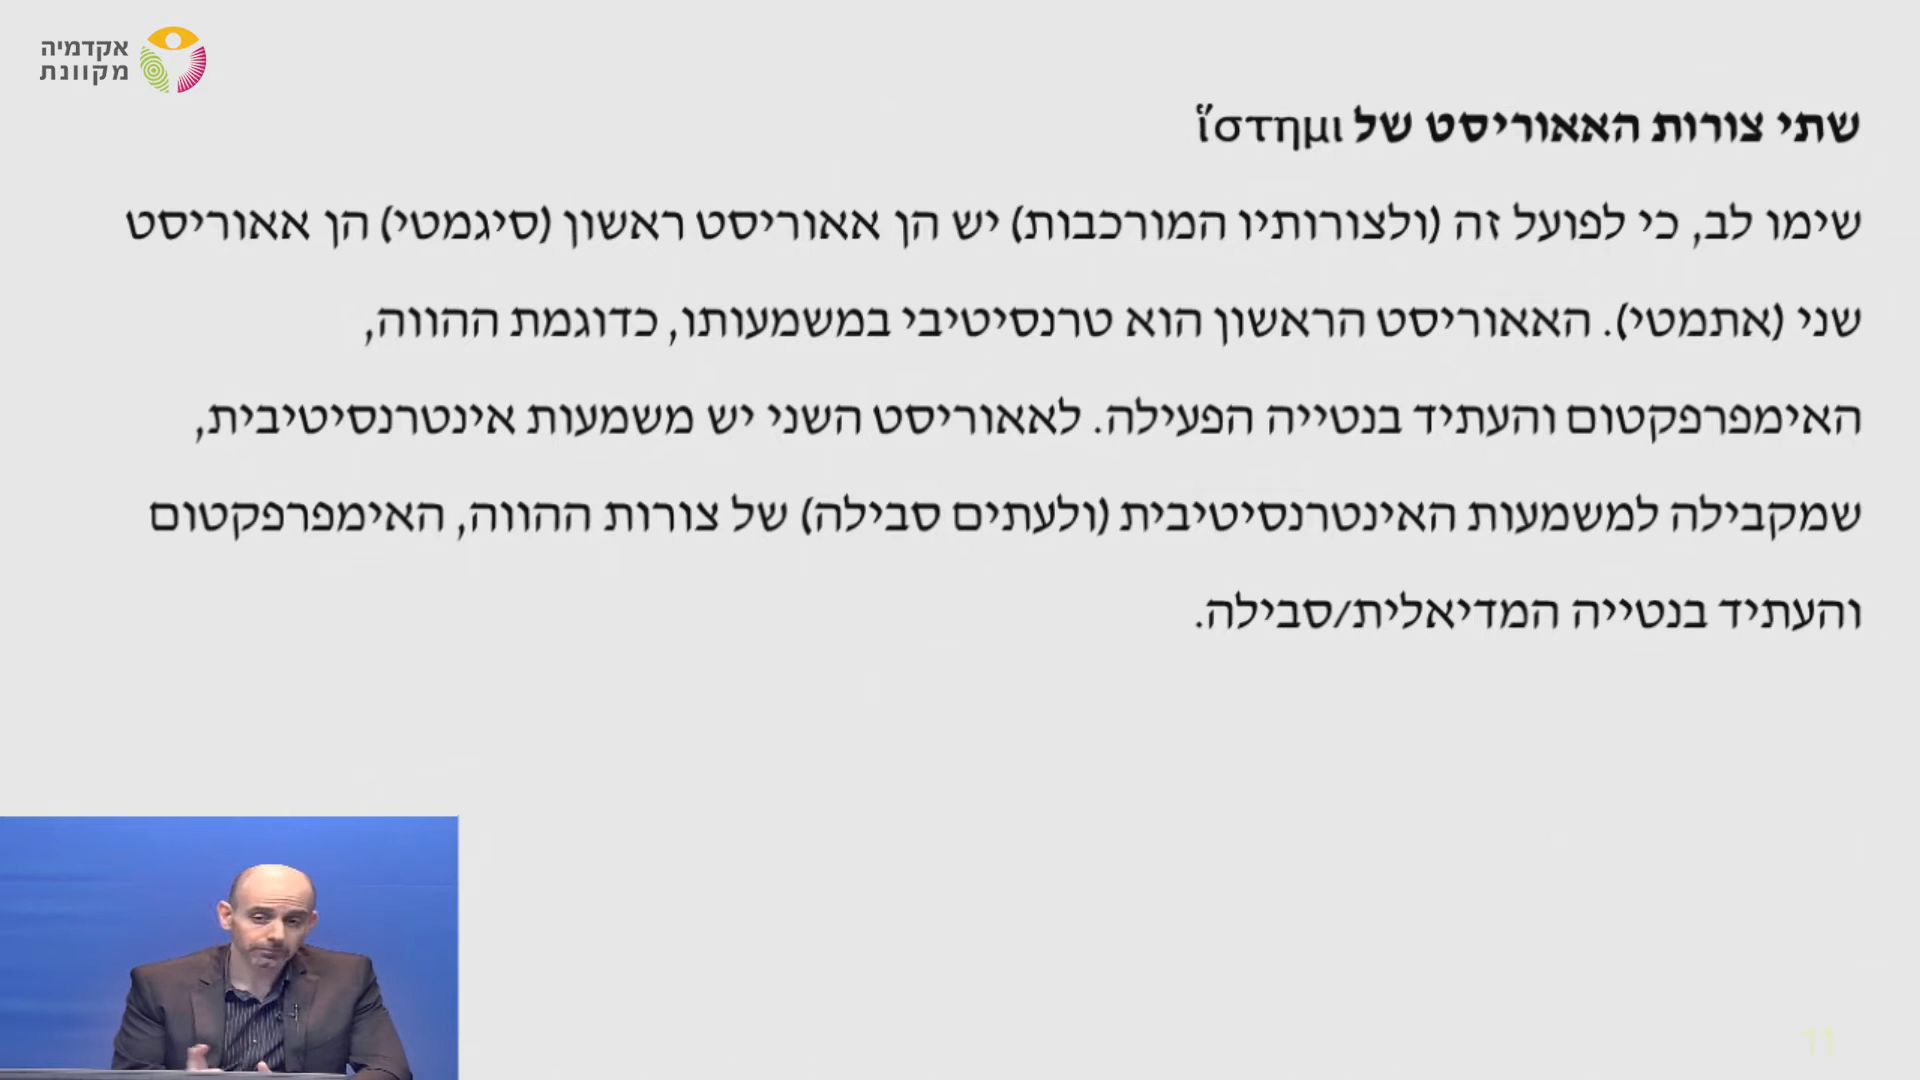 אקדמיה
מקוונת
שתי צורות האאוריסט של ἵστημι
שימו לב, כי לפועל זה (ולצורותיו המורכבות) יש הן אאוריסט ראשון (סיגמטי) הן אאוריסט
שני (אתמטי). האאוריסט הראשון הוא טרנסיטיבי במשמעותו, כדוגמת ההווה,
האימפרפקטום והעתיד בנטייה הפעילה. לאאוריסט השני יש משמעות אינטרנסיטיבית,
שמקבילה למשמעות האינטרנסיטיבית (ולעתים סבילה) של צורות ההווה, האימפרפקטום
והעתיד בנטייה המדיאלית/סבילה.
11